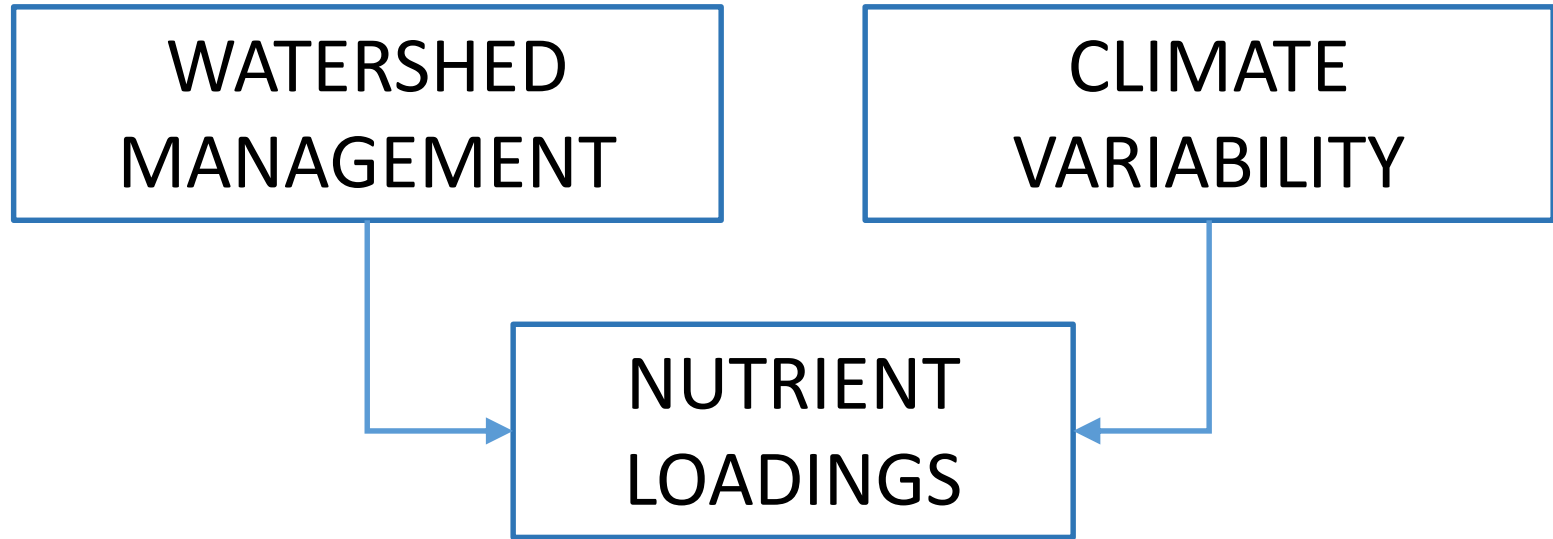 WATERSHED
MANAGEMENT
CLIMATE
VARIABILITY
NUTRIENT
LOADINGS